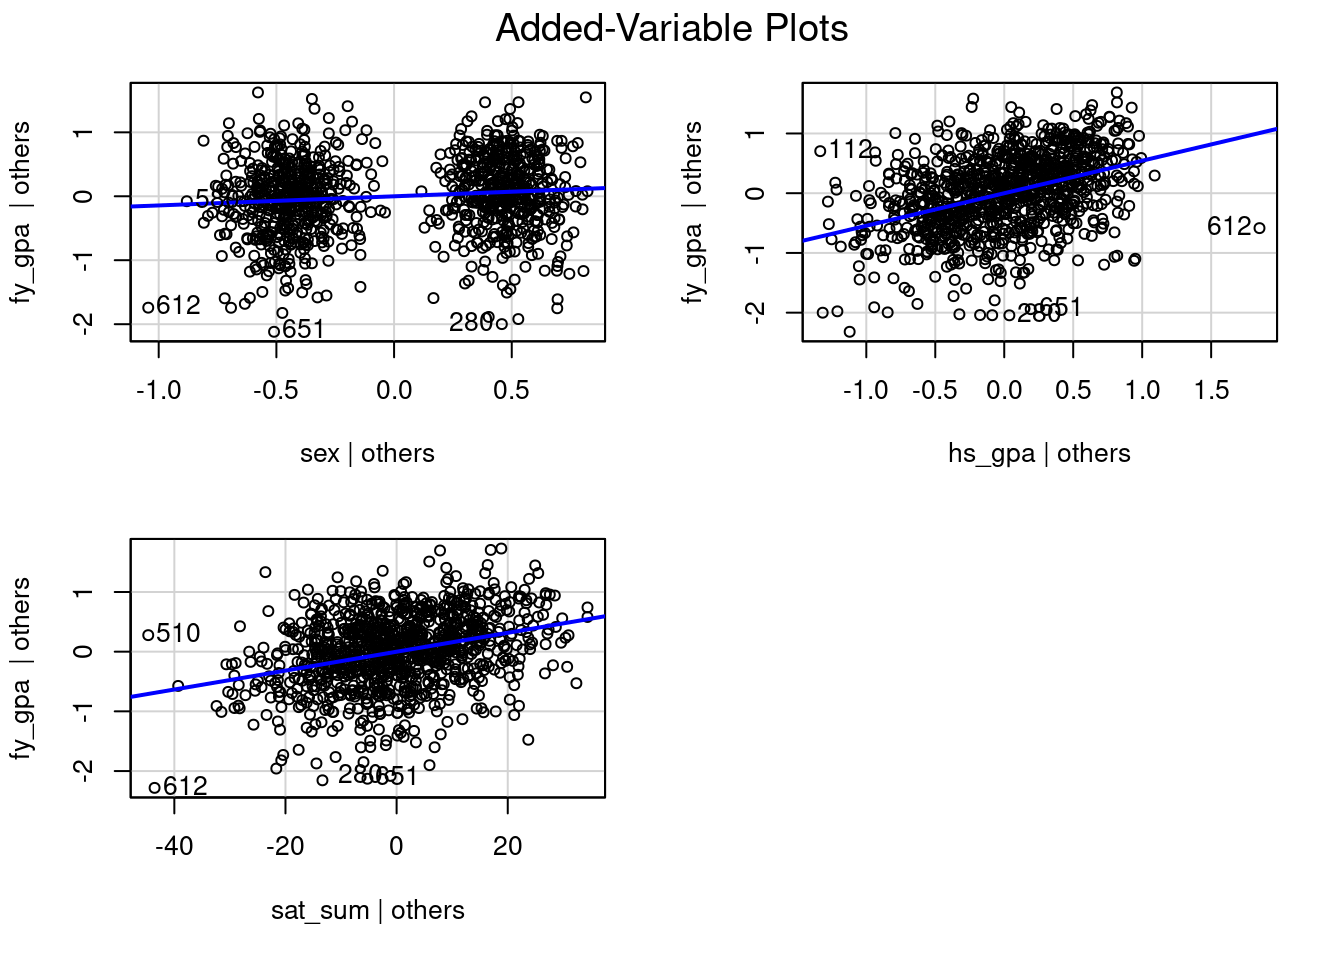 Added-Variable Plots
fy_gpa | others
1
0
-1
-2
5
612
651
280
-1.0 -0.5 0.0 0.5
sex | others
fy_gpa | others
1
0
-1
-2
112
612
280
651
-1.0 -0.5 0.0 0.5 1.0 1.5
hs_gpa | others
fy_gpa | others
1
0
-1
-2
510
612
280
651
-40 -20 0 20
sat_sum | others